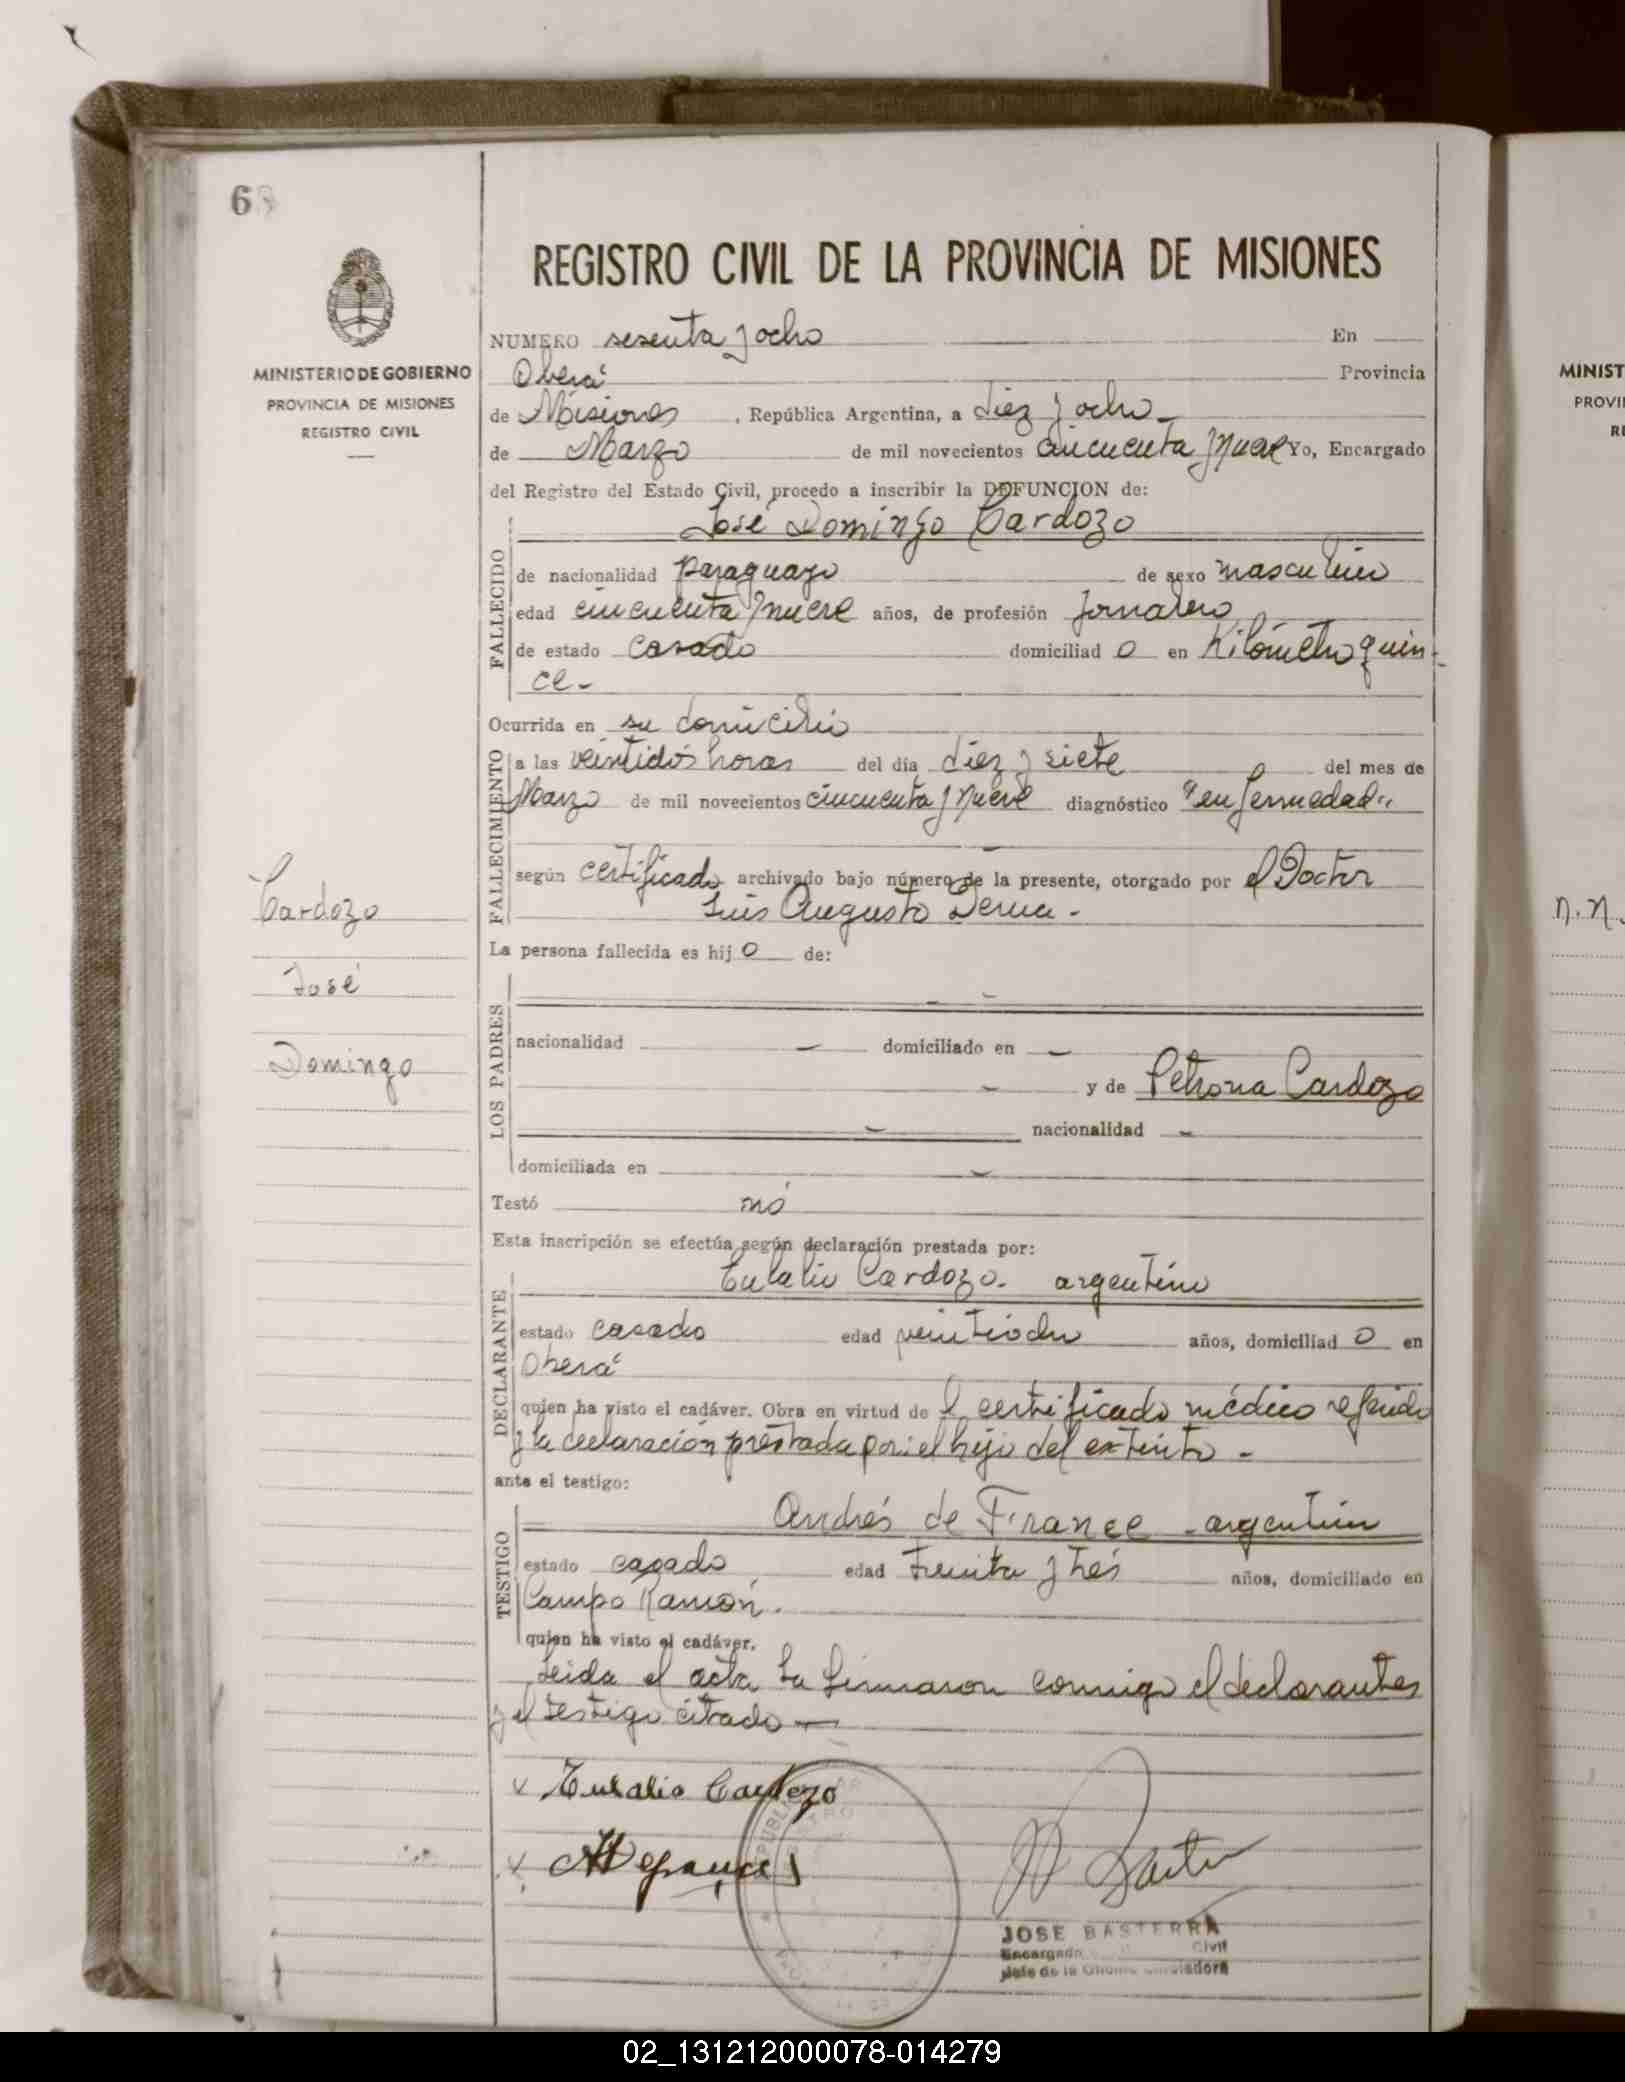 68
REGISTRO CIVIL DE LA PROVINCIA DE MISIONES
MINISTERIO DE GOBIERNO
PROVINCIA DE MISIONES
REGISTRO CIVIL
NUMERO sesenta y ocho En
Oberá Provincia
de Misiones, República Argentina, a diez y ocho
de Marzo de mil novecientos cincuenta y nueve Yo, Encargado
del Registro del Estado Civil, procedo a inscribir la DEFUNCION de:
José Domingo Cardozo
FALLECIDO
de nacionalidad paraguayo de sexo masculino
edad cincuenta y nueve años, de profesión jornalero
de estado casado domiciliad o en Kilómetro quin-
ce.-
Ocurrida en su domicilio
FALLECIMIENTO
a las veintidós horas del día diez y siete del mes de
Marzo de mil novecientos cincuenta y nueve diagnóstico "enfermedad"
según certificado archivado bajo número de la presente, otorgado por el Doctor
Luis Augusto -
Cardozo
José
Domingo
La persona fallecida es hij o de:
LOS PADRES
nacionalidad - domiciliado en -
- y de Petrona Cardozo
- nacionalidad -
domiciliada en -
Testó nó
Esta inscripción se efectúa según declaración prestada por:
Eulalio Cardozo. argentino
DECLARANTE
estado casado edad veintiocho años, domiciliad o en
Oberá
quien ha visto el cadáver. Obra en virtud de l certificado médico referido
y la declaración prestada por: el hijo del extinto -
ante el testigo:
Andrés de France - argentino
TESTIGO
estado casado edad treinta y tres años, domiciliado en
Campo Ramón.
quien ha visto el cadáver.
Leida el acta la firmaron conmigo el declarantes
y el testigo citado —
x Eulalio Cardozo
x
JOSE BASTERRA
Encargado Civil
Jefe de la Oficina
MINIST
PROVI
RE
N.N.
02_131212000078-014279